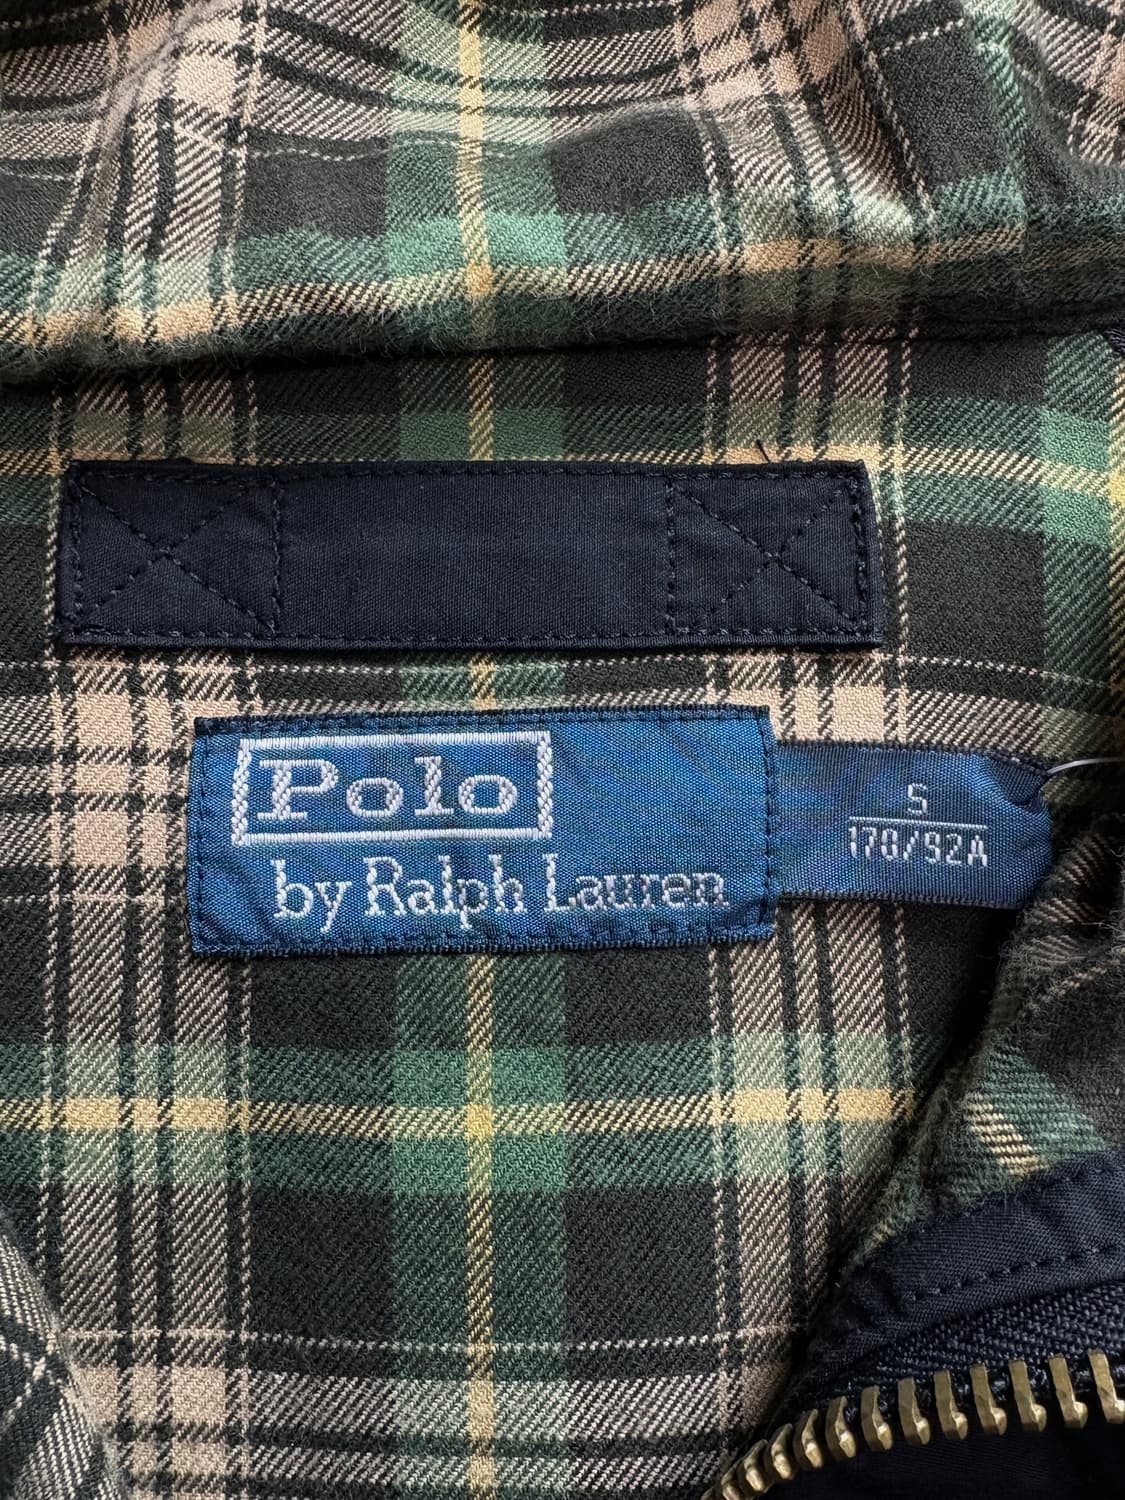 Polo
by Ralph Lauren
S
170/92A